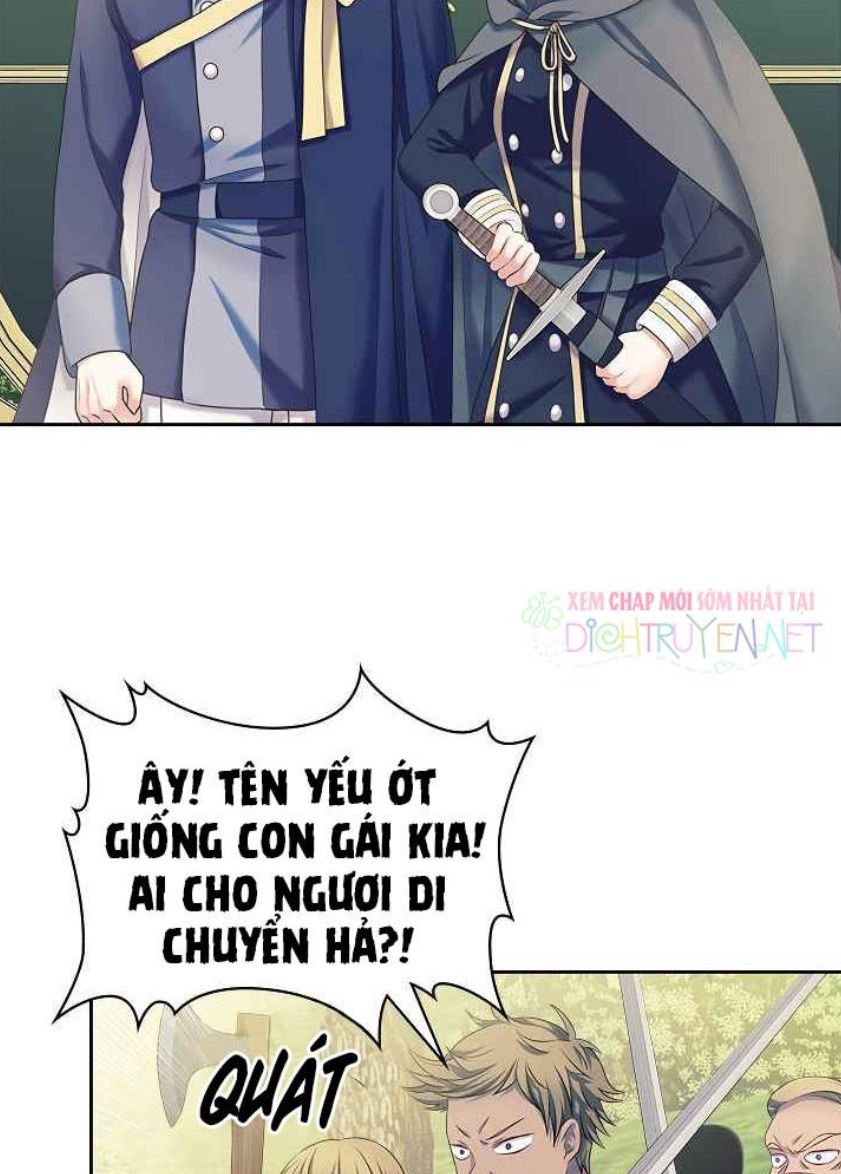 XEM CHAP MỚI SỚM NHẤT TẠI
DICHTRUYEN.NET
ÂY! TÊN YẾU ỚT
GIỐNG CON GÁI KIA!
AI CHO NGƯƠI DI
CHUYỂN HẢ?!
QUÁT